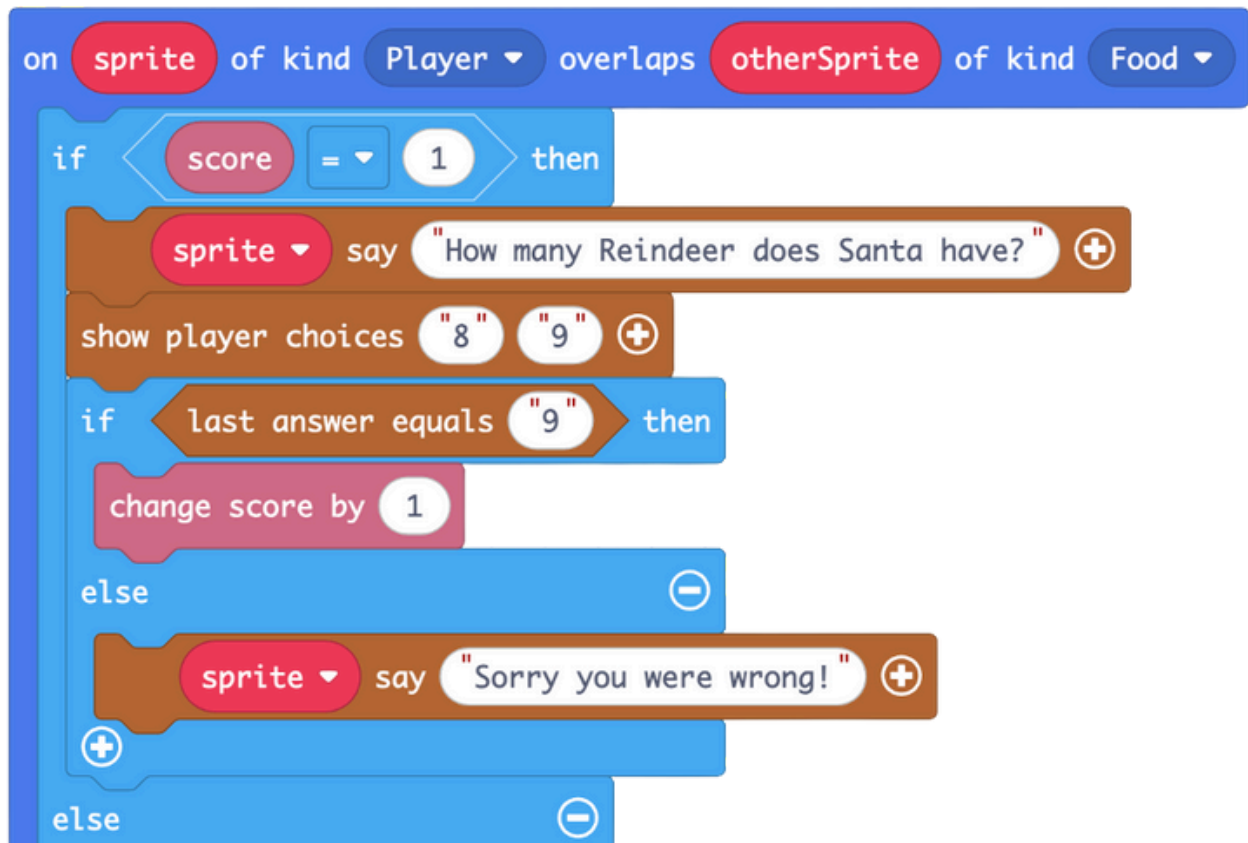 on sprite of kind Player overlaps otherSprite of kind Food
if score = 1 then
sprite say "How many Reindeer does Santa have?"
show player choices "8" "9"
if last answer equals "9" then
change score by 1
else
sprite say "Sorry you were wrong!"
else